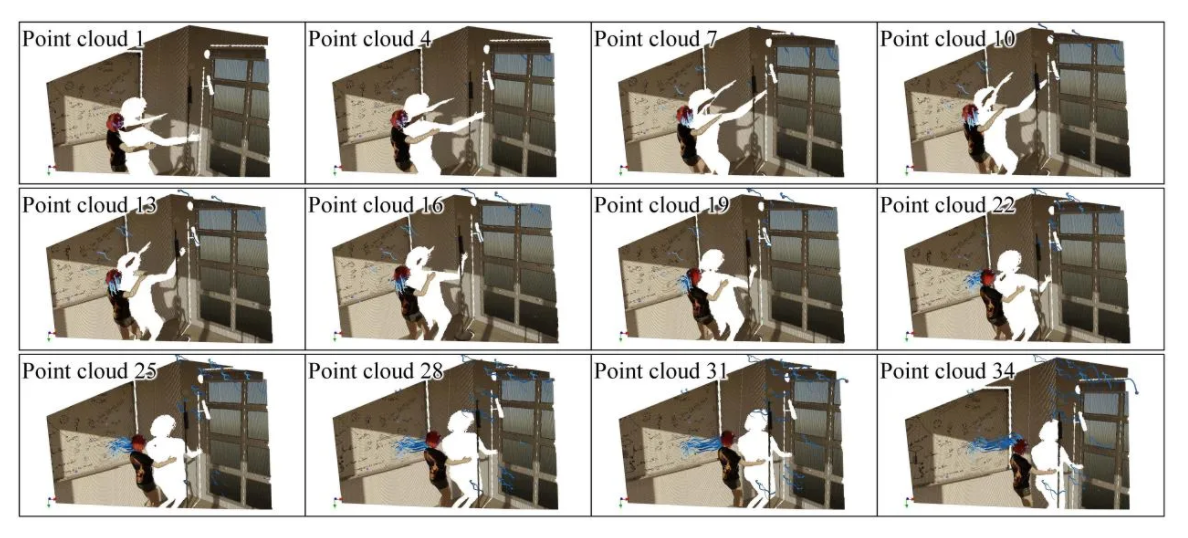 Point cloud 1
Point cloud 4
Point cloud 7
Point cloud 10
Point cloud 13
Point cloud 16
Point cloud 19
Point cloud 22
Point cloud 25
Point cloud 28
Point cloud 31
Point cloud 34